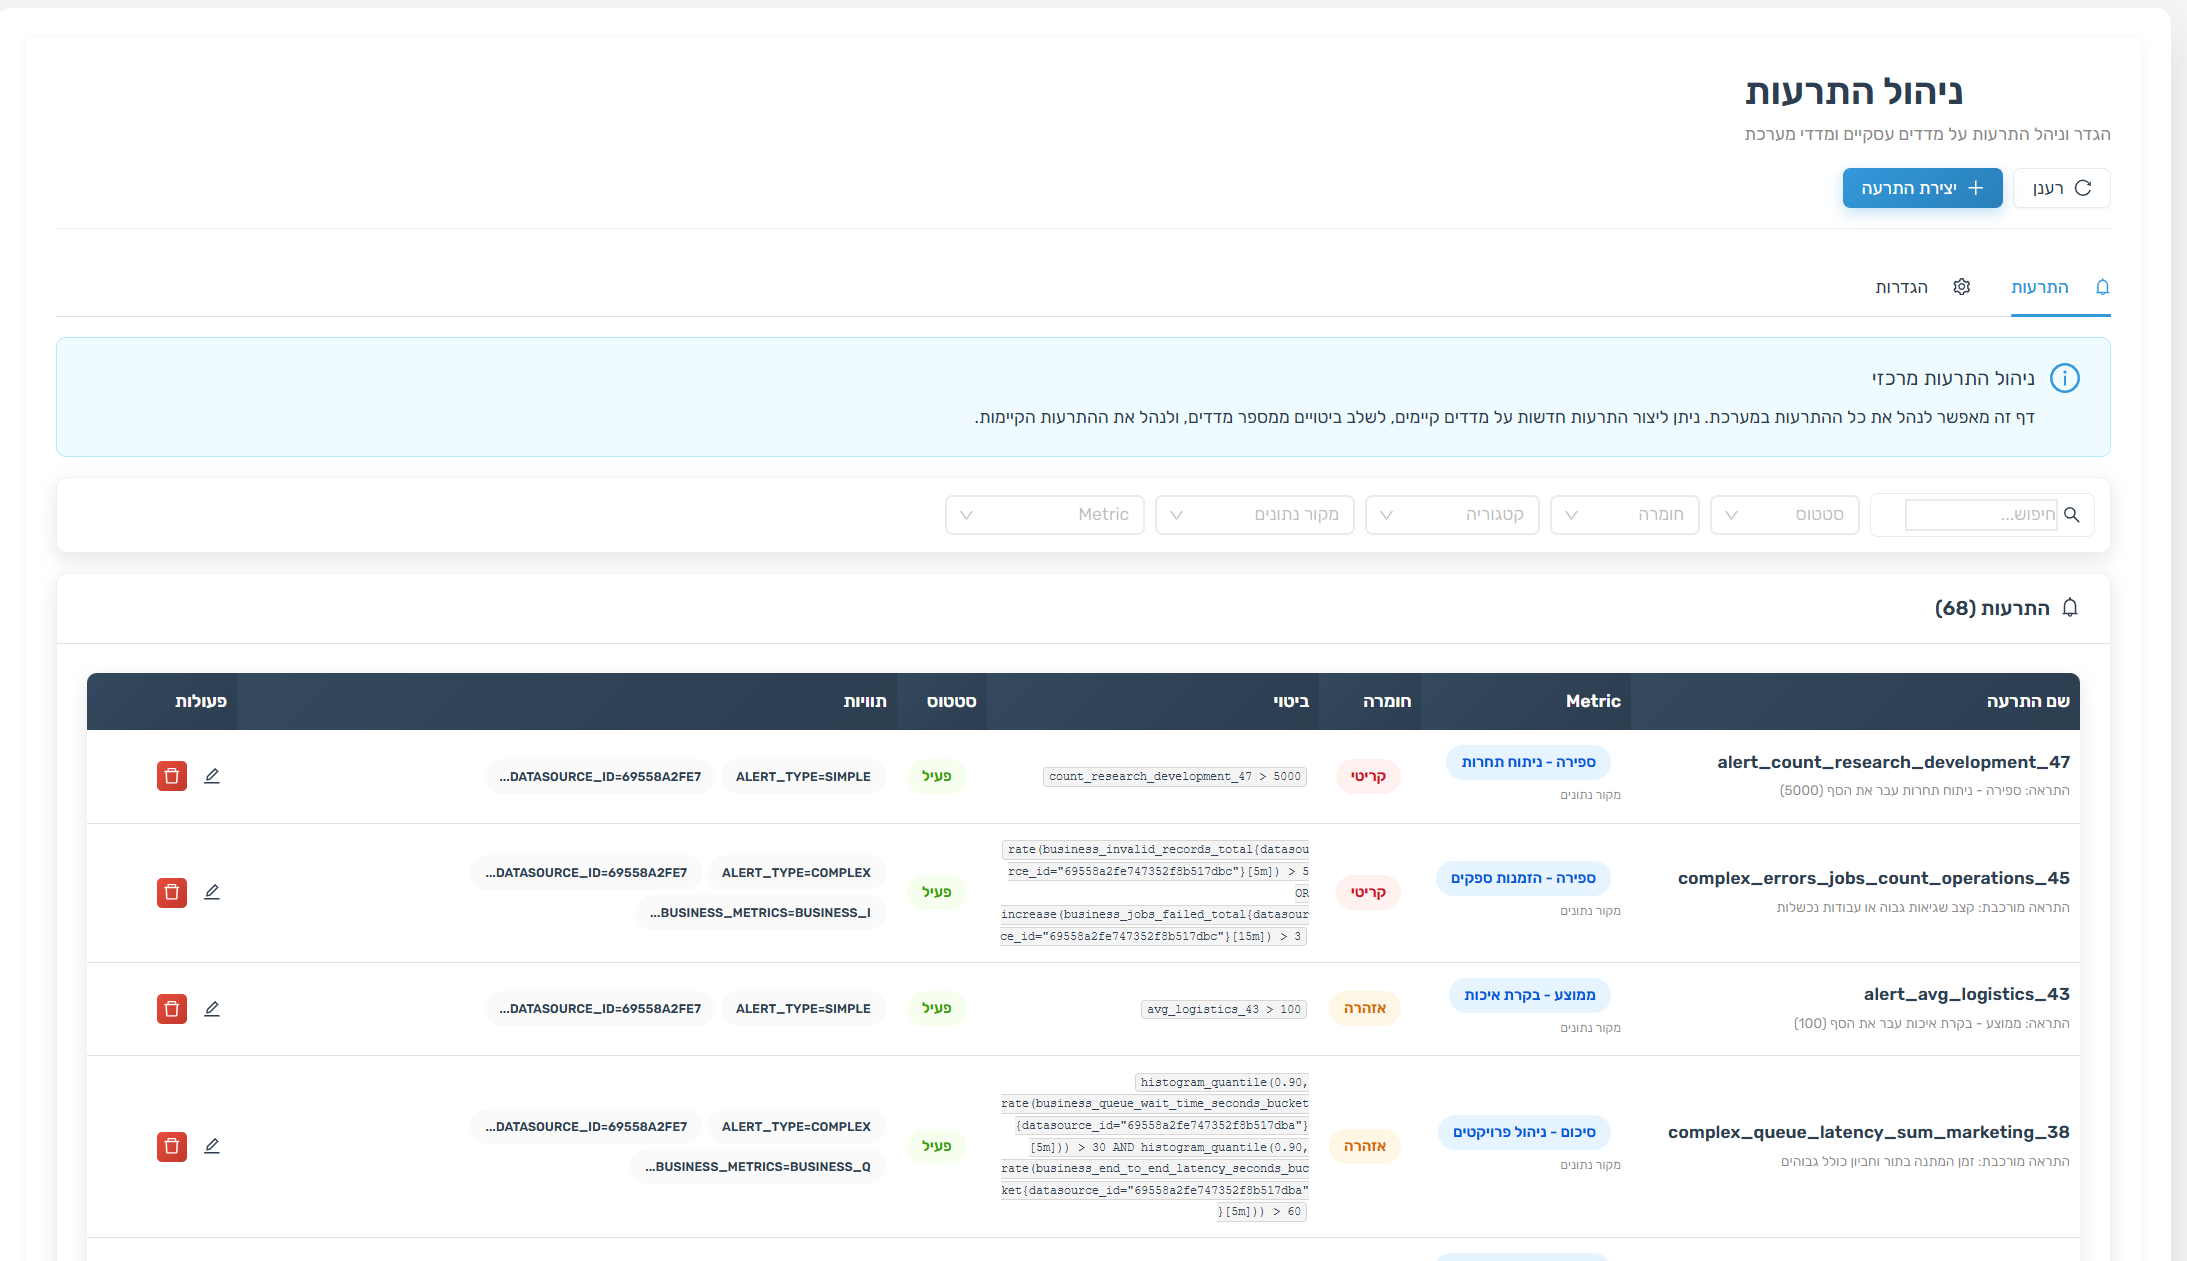 ניהול התרעות
הגדר וניהל התרעות על מדדים עסקיים ומדדי מערכת
רענן
יצירת התרעה
התרעות
הגדרות
ניהול התרעות מרכזי
דף זה מאפשר לנהל את כל ההתרעות במערכת. ניתן ליצור התרעות חדשות על מדדים קיימים, לשלב ביטויים ממספר מדדים, ולנהל את ההתרעות הקיימות.
חיפוש... סטטוס חומרה קטגוריה מקור נתונים Metric
התרעות (68)
שם התרעה Metric חומרה ביטוי סטטוס תוויות פעולות
alert_count_research_development_47
התראה: ספירה - ניתוח תחרות עבר את הסף (5000)
ספירה - ניתוח תחרות
מקור נתונים
קריטי
count_research_development_47 > 5000
פעיל
ALERT_TYPE=SIMPLE
DATASOURCE_ID=69558A2FE7...
complex_errors_jobs_count_operations_45
התראה מורכבת: קצב שגיאות גבוה או עבודות נכשלות
ספירה - הזמנות ספקים
מקור נתונים
קריטי
rate(business_invalid_records_total{datasou
rce_id="69558a2fe747352f8b517dbc"}[5m]) > 5
OR
increase(business_jobs_failed_total{datasour
ce_id="69558a2fe747352f8b517dbc"}[15m]) > 3
פעיל
ALERT_TYPE=COMPLEX
DATASOURCE_ID=69558A2FE7...
BUSINESS_METRICS=BUSINESS_I...
alert_avg_logistics_43
התראה: ממוצע - בקרת איכות עבר את הסף (100)
ממוצע - בקרת איכות
מקור נתונים
אזהרה
avg_logistics_43 > 100
פעיל
ALERT_TYPE=SIMPLE
DATASOURCE_ID=69558A2FE7...
complex_queue_latency_sum_marketing_38
התראה מורכבת: זמן המתנה בתור וחביון כולל גבוהים
סיכום - ניהול פרויקטים
מקור נתונים
אזהרה
histogram_quantile(0.90,
rate(business_queue_wait_time_seconds_bucket
{datasource_id="69558a2fe747352f8b517dba"}
[5m])) > 30 AND histogram_quantile(0.90,
rate(business_end_to_end_latency_seconds_buc
ket{datasource_id="69558a2fe747352f8b517dba"
}[5m])) > 60
פעיל
ALERT_TYPE=COMPLEX
DATASOURCE_ID=69558A2FE7...
BUSINESS_METRICS=BUSINESS_Q...